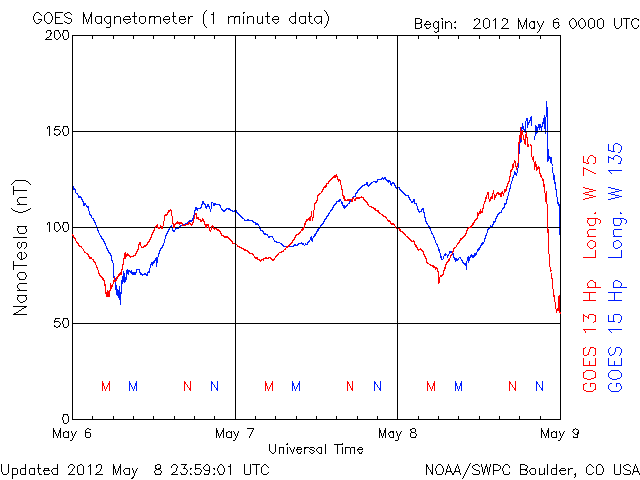 GOES Magnetometer (1 minute data)
Begin: 2012 May 6 0000 UTC
200
150
100
50
0
NanoTesla (nT)
M M N N M M N N M M N N
May 6 May 7 May 8 May 9
Universal Time
GOES 13 Hp Long. W 75
GOES 15 Hp Long. W 135
Updated 2012 May 8 23:59:01 UTC
NOAA/SWPC Boulder, CO USA